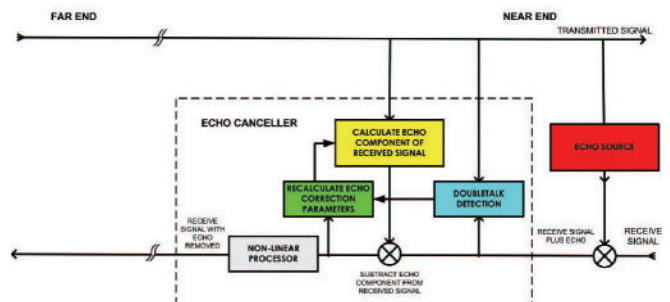 FAR END
NEAR END
TRANSMITTED SIGNAL
ECHO CANCELLER
CALCULATE ECHO
COMPONENT OF
RECEIVED SIGNAL
ECHO SOURCE
RECALCULATE ECHO
CORRECTION
PARAMETERS
DOUBLETALK
DETECTION
RECEIVE
SIGNAL WITH
ECHO
REMOVED
NON-LINEAR
PROCESSOR
SUBTRACT ECHO
COMPONENT FROM
RECEIVED SIGNAL
RECEIVE SIGNAL
PLUS ECHO
RECEIVE
SIGNAL